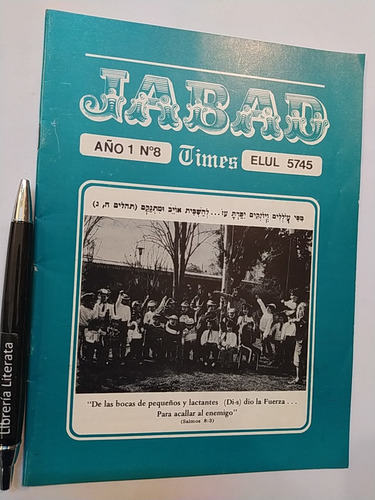 JABAD
AÑO 1 Nº8
Times
ELUL 5745
מפי עוללים ויונקים יסדת עז...להשבית אויב ומתנקם (תהלים ח, ג)
"De las bocas de pequeños y lactantes (Di-s) dio la Fuerza . . .
Para acallar al enemigo"
(Salmos 8:3)
Librería Literata